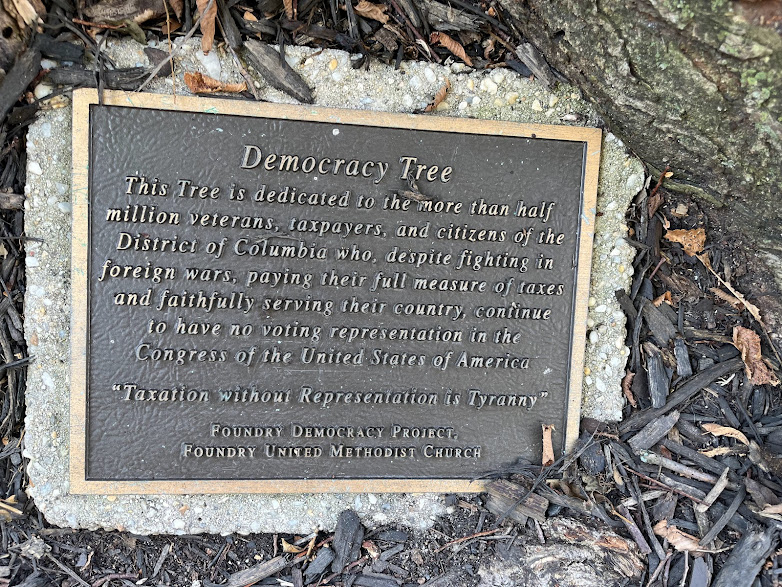 Democracy Tree
This Tree is dedicated to the more than half
million veterans, taxpayers, and citizens of the
District of Columbia who, despite fighting in
foreign wars, paying their full measure of taxes
and faithfully serving their country, continue
to have no voting representation in the
Congress of the United States of America
"Taxation without Representation is Tyranny"
Foundry Democracy Project,
Foundry United Methodist Church